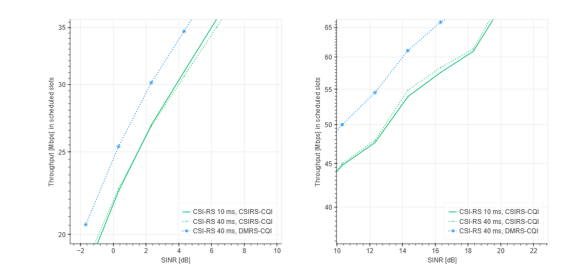 Throughput [Mbps] in scheduled slots
35
30
25
20
CSI-RS 10 ms, CSIRS-CQI
CSI-RS 40 ms, CSIRS-CQI
CSI-RS 40 ms, DMRS-CQI
−2 0 2 4 6 8 10
SINR [dB]
Throughput [Mbps] in scheduled slots
65
60
55
50
45
40
CSI-RS 10 ms, CSIRS-CQI
CSI-RS 40 ms, CSIRS-CQI
CSI-RS 40 ms, DMRS-CQI
10 12 14 16 18 20 22
SINR [dB]